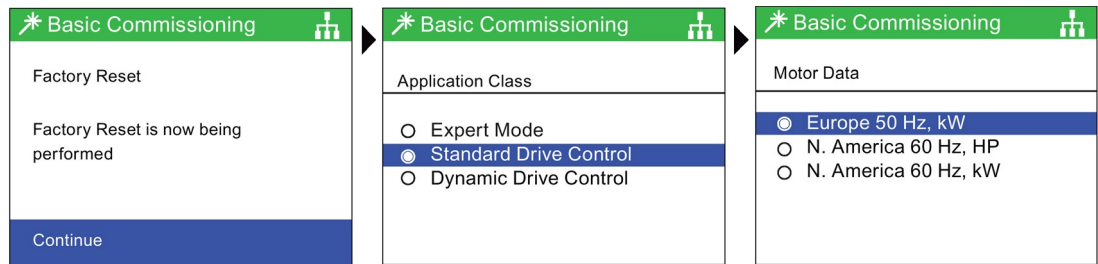 Basic Commissioning
Factory Reset
Factory Reset is now being
performed
Continue
Basic Commissioning
Application Class
Expert Mode
Standard Drive Control
Dynamic Drive Control
Basic Commissioning
Motor Data
Europe 50 Hz, kW
N. America 60 Hz, HP
N. America 60 Hz, kW